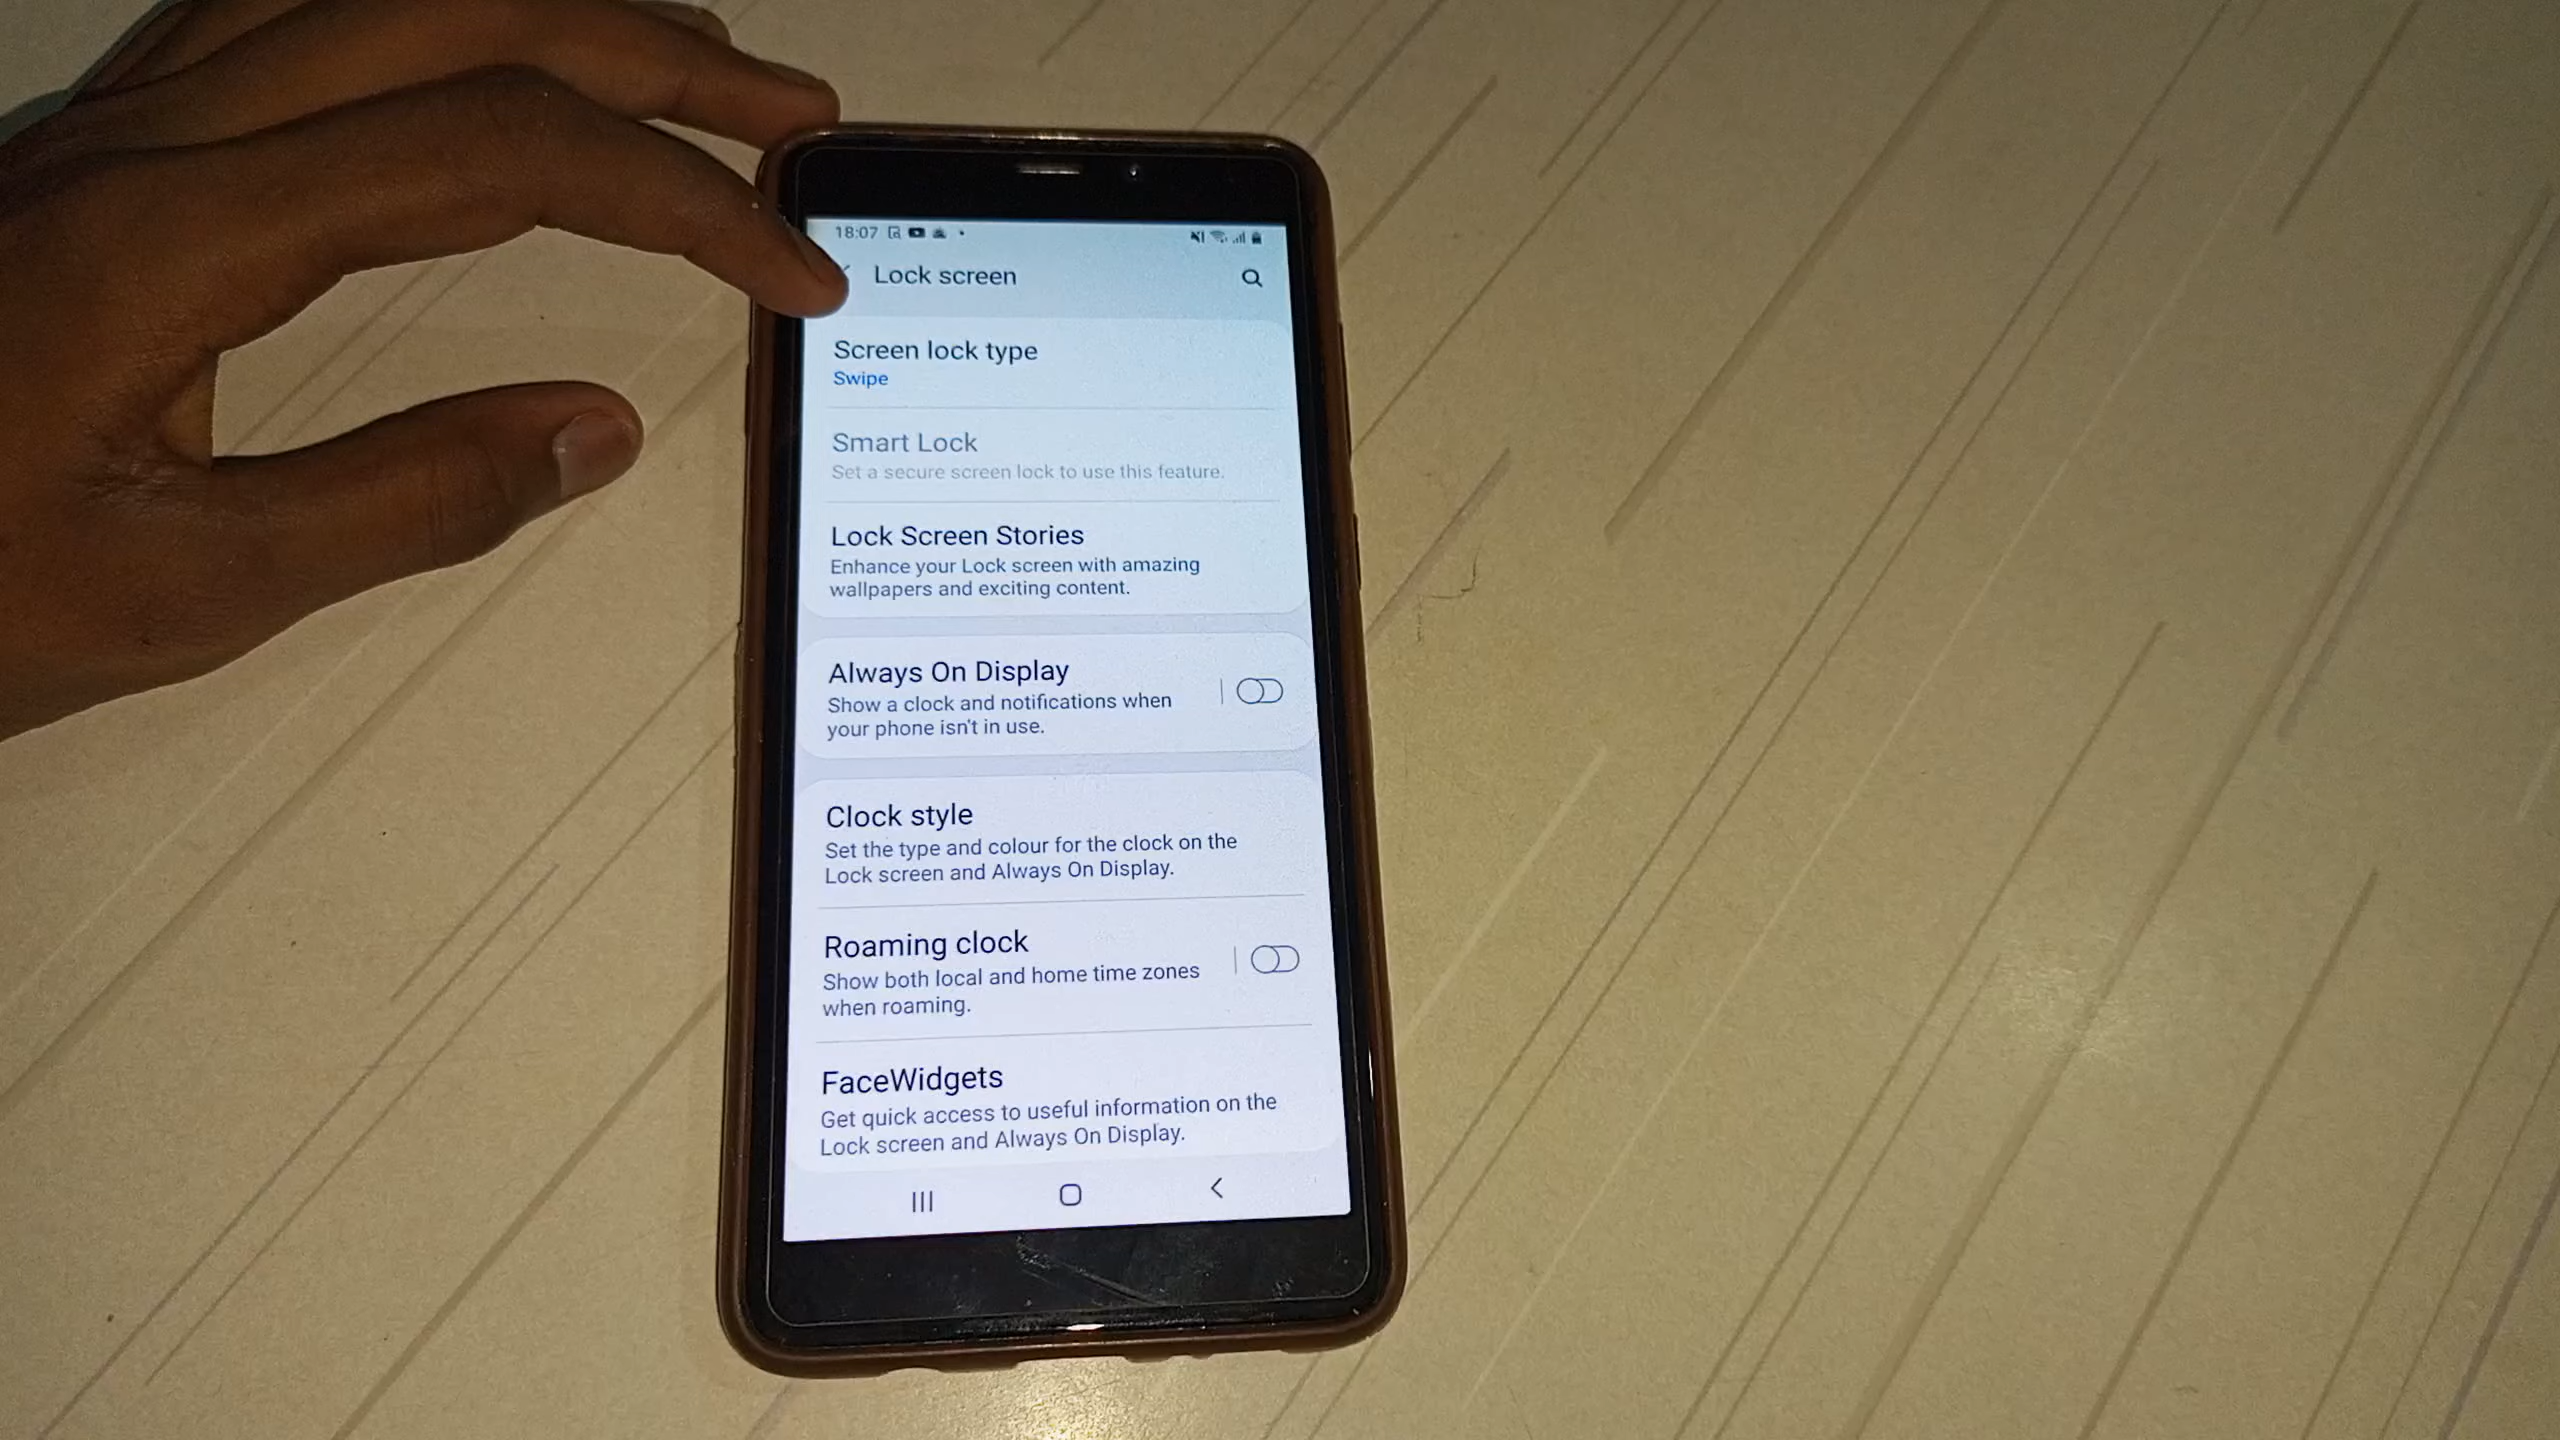 18:07
Lock screen
Screen lock type
Swipe
Smart Lock
Set a secure screen lock to use this feature.
Lock Screen Stories
Enhance your Lock screen with amazing
wallpapers and exciting content.
Always On Display
Show a clock and notifications when
your phone isn't in use.
Clock style
Set the type and colour for the clock on the
Lock screen and Always On Display.
Roaming clock
Show both local and home time zones
when roaming.
FaceWidgets
Get quick access to useful information on the
Lock screen and Always On Display.